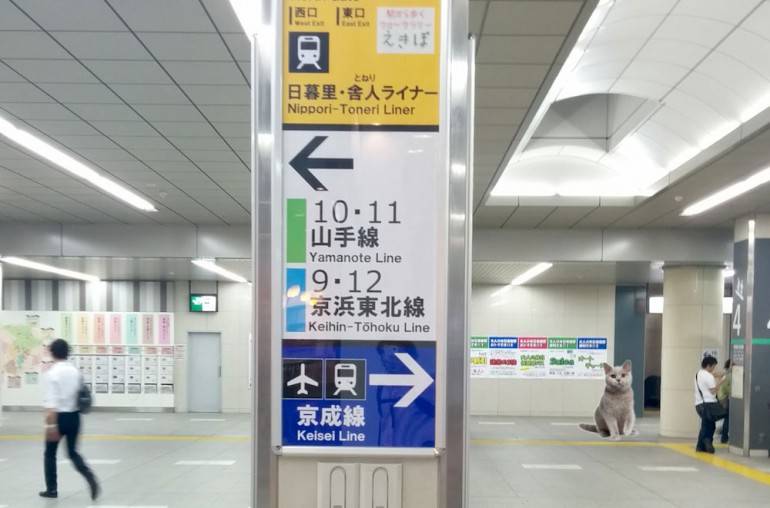 西口
West Exit
東口
East Exit
えきぽ
とねり
日暮里・舎人ライナー
Nippori-Toneri Liner
10・11
山手線
Yamanote Line
9・12
京浜東北線
Keihin-Tōhoku Line
京成線
Keisei Line
4